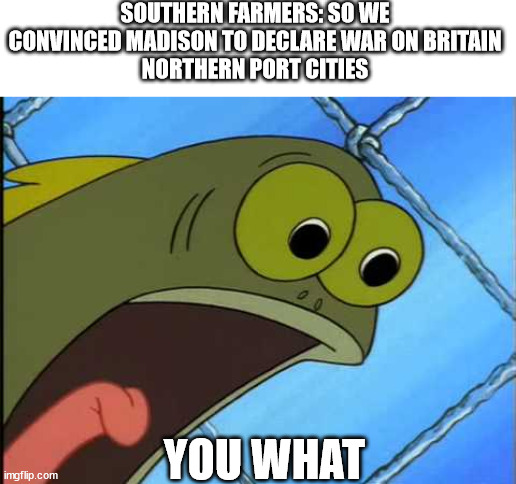 SOUTHERN FARMERS: SO WE
CONVINCED MADISON TO DECLARE WAR ON BRITAIN
NORTHERN PORT CITIES
YOU WHAT
imgflip.com